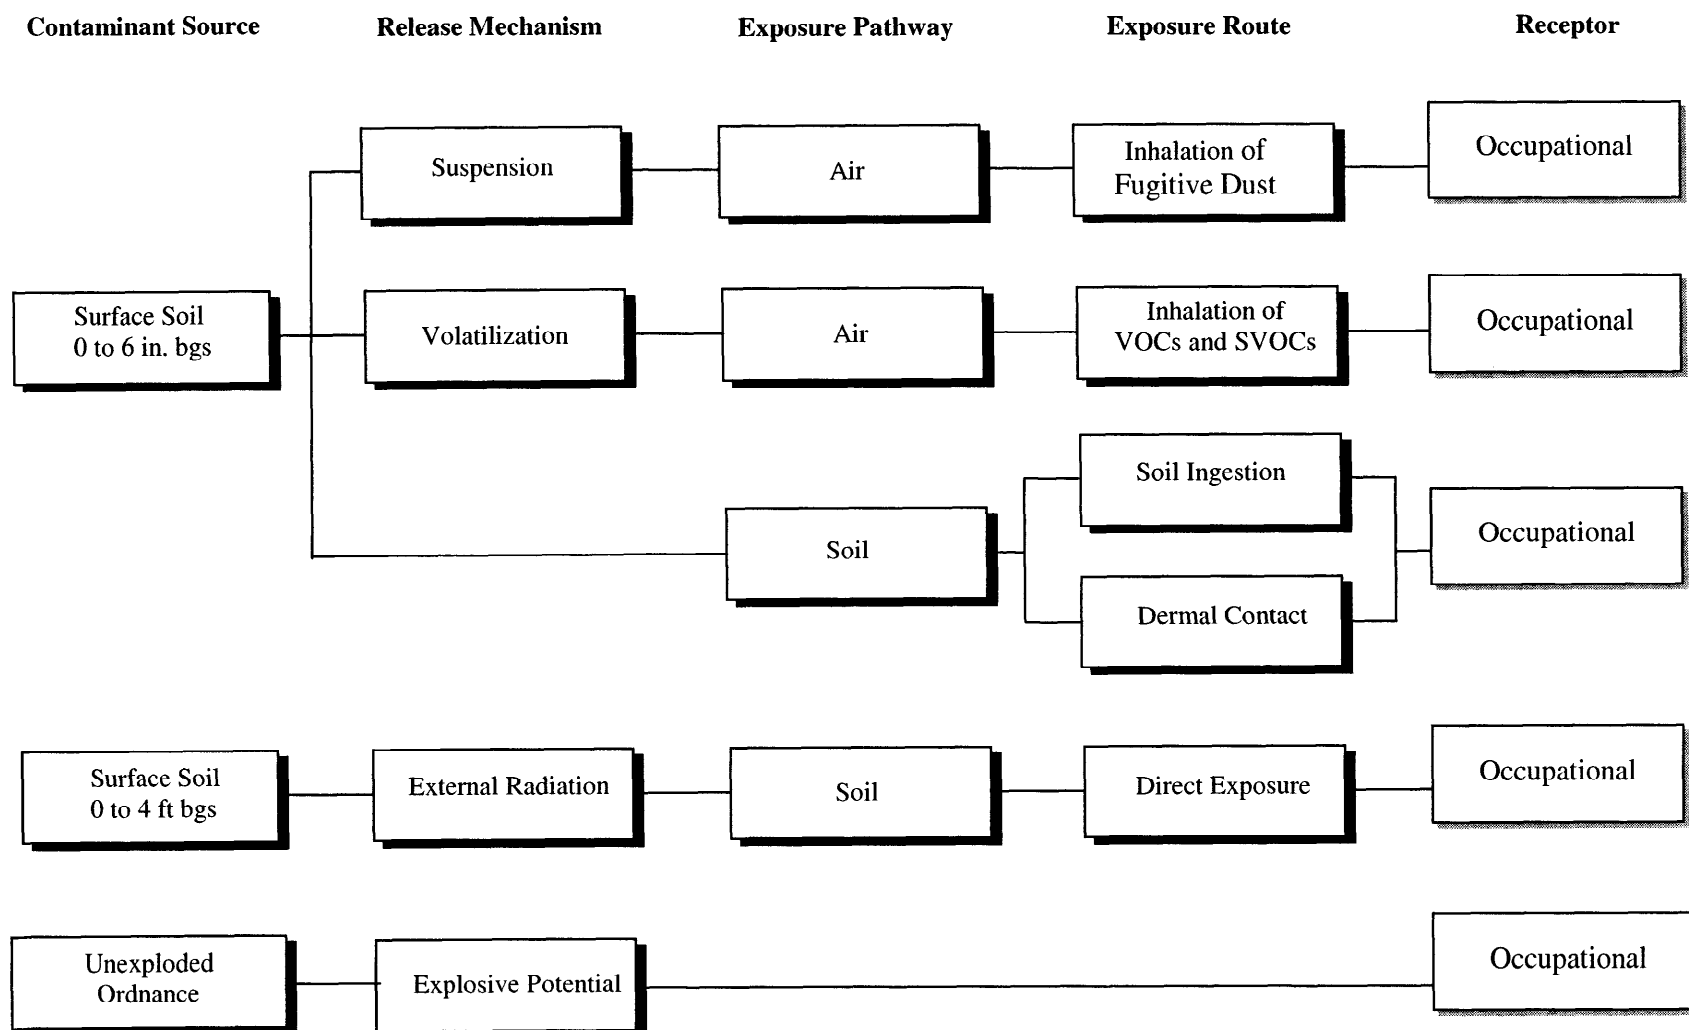 Contaminant Source Release Mechanism Exposure Pathway Exposure Route Receptor
Suspension
Air
Inhalation of
Fugitive Dust
Occupational
Surface Soil
0 to 6 in. bgs
Volatilization
Air
Inhalation of
VOCs and SVOCs
Occupational
Soil
Soil Ingestion
Dermal Contact
Occupational
Surface Soil
0 to 4 ft bgs
External Radiation
Soil
Direct Exposure
Occupational
Unexploded
Ordnance
Explosive Potential
Occupational